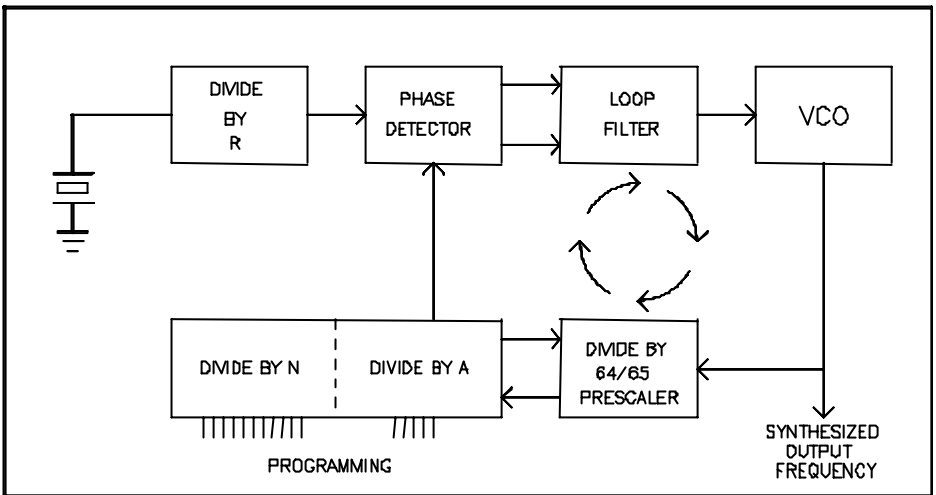 DIVIDE
BY
R
PHASE
DETECTOR
LOOP
FILTER
VCO
DIVIDE BY N
DIVIDE BY A
DIVIDE BY
64/65
PRESCALER
PROGRAMMING
SYNTHESIZED
OUTPUT
FREQUENCY